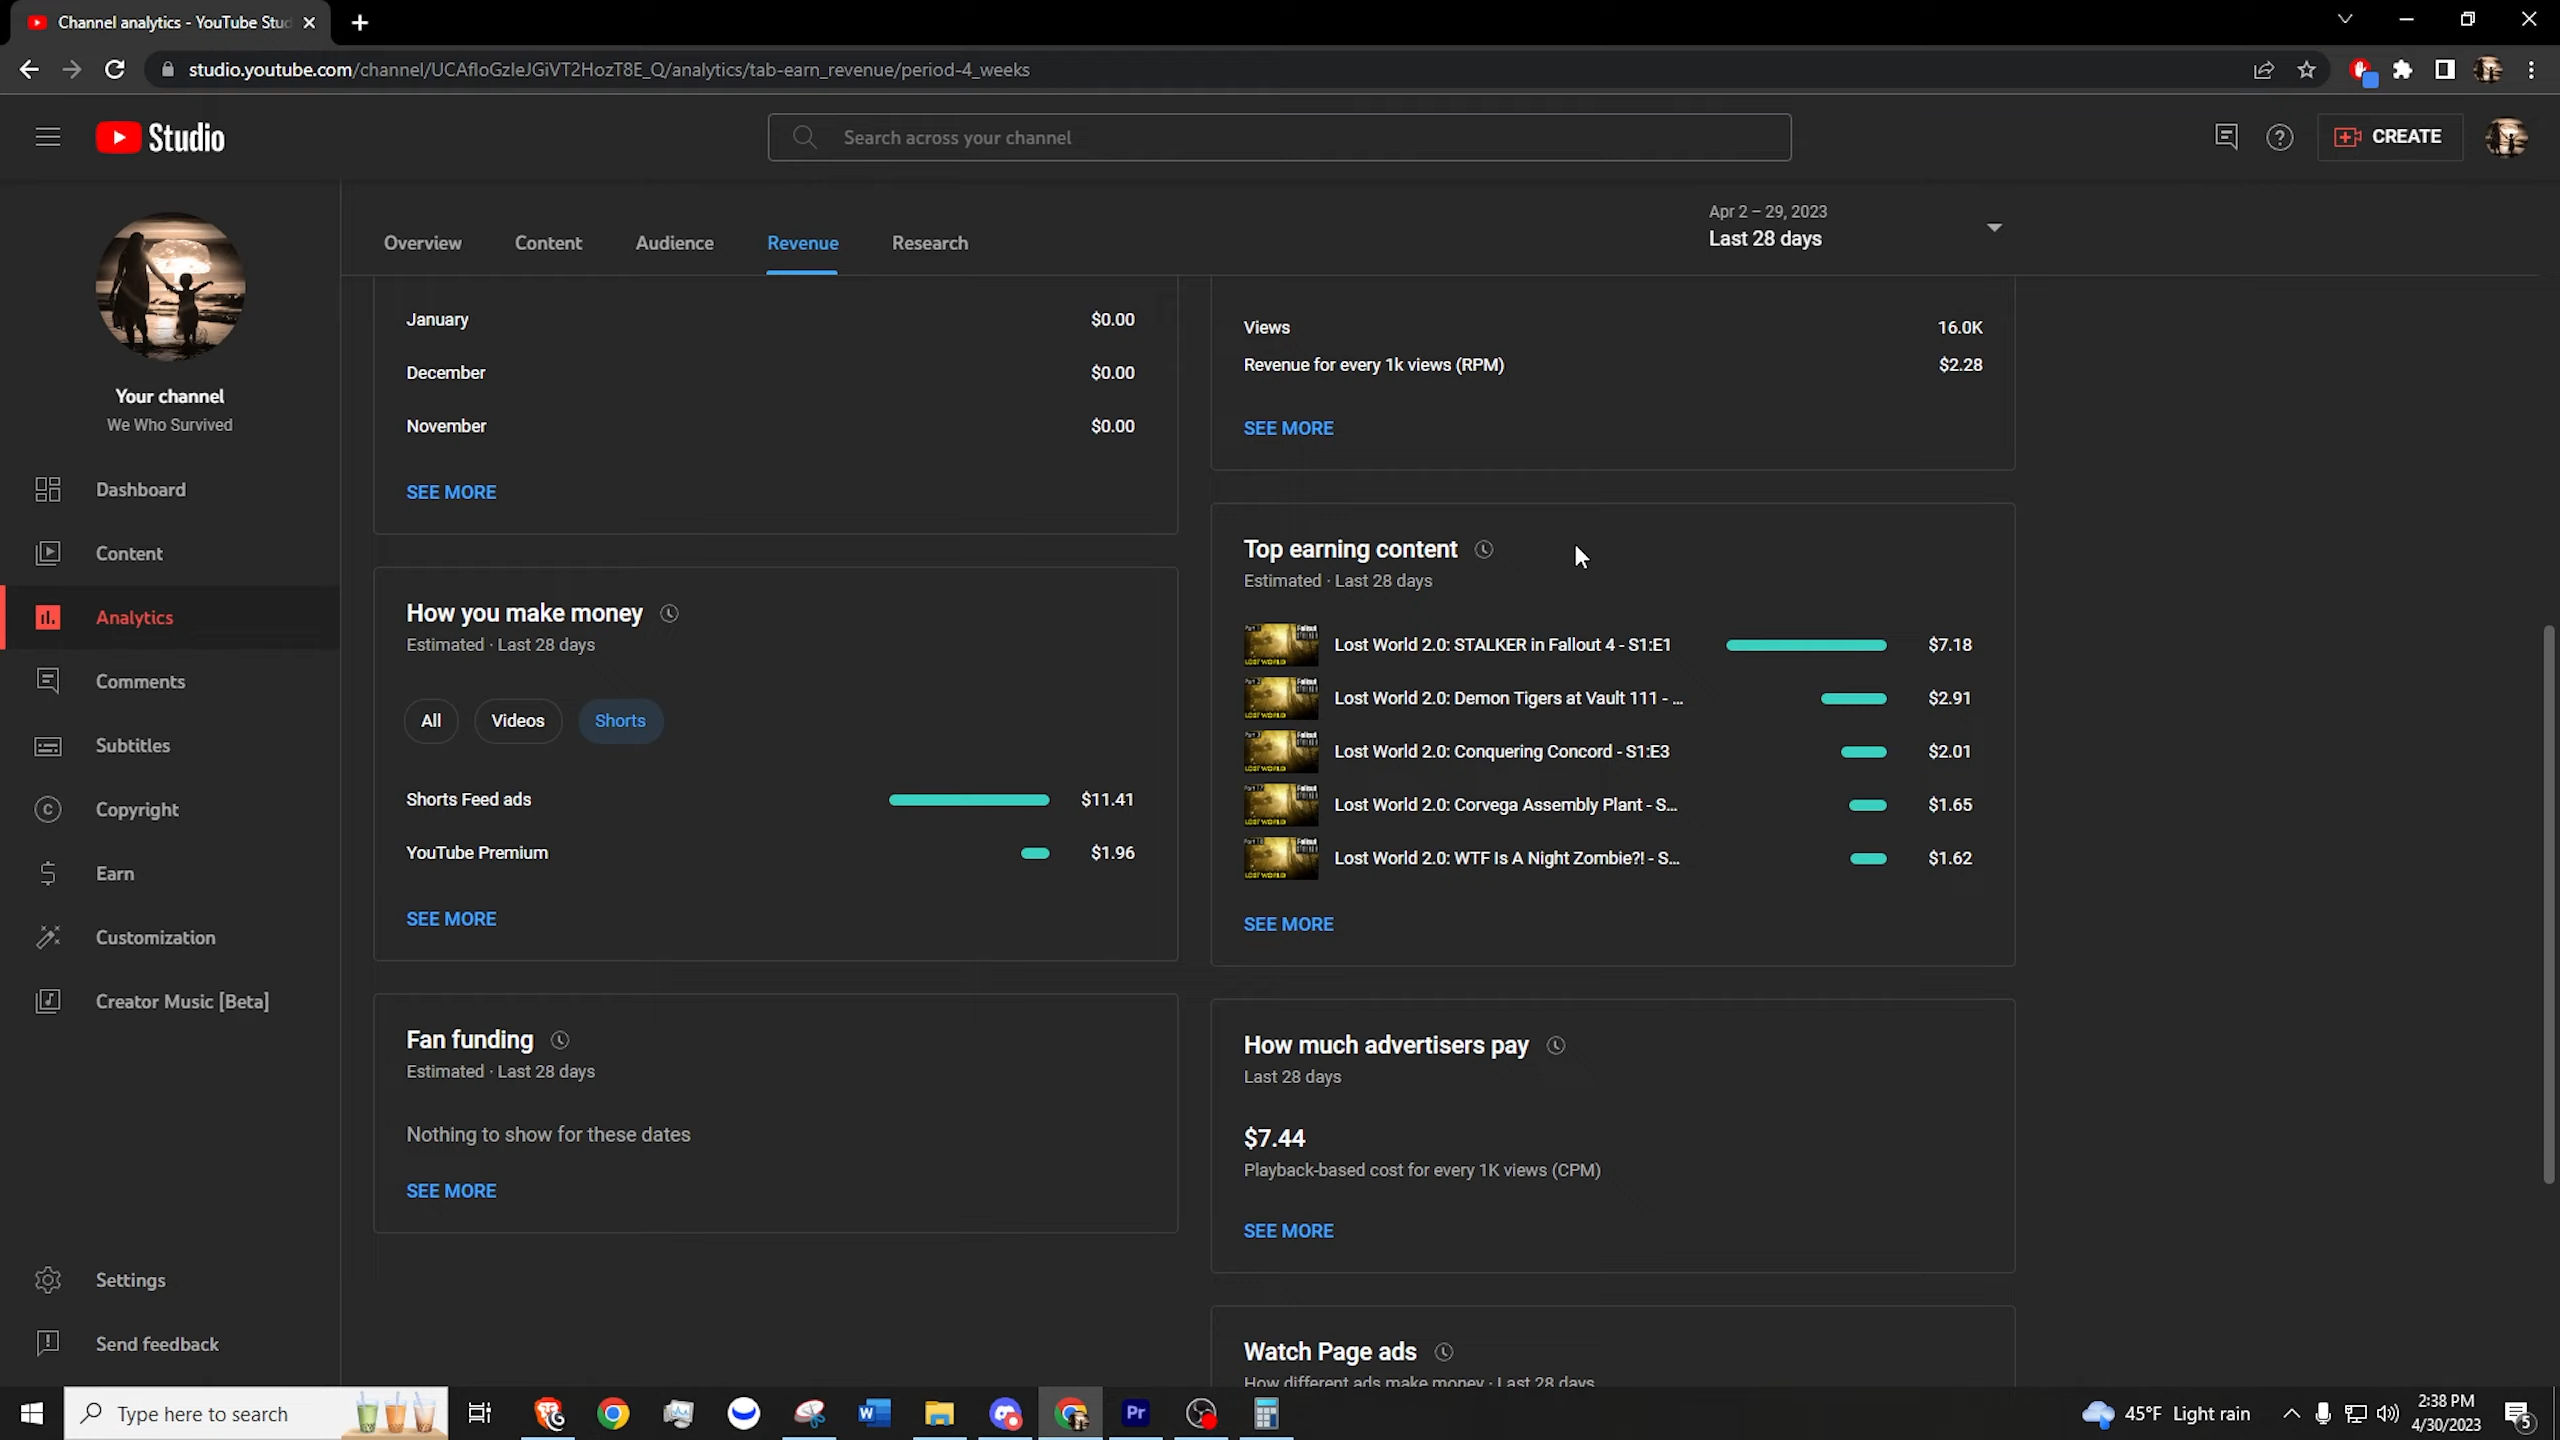 Channel analytics - YouTube Stud
studio.youtube.com/channel/UCAfloGzleJGiVT2HozT8E_Q/analytics/tab-earn_revenue/period-4_weeks
Studio
Search across your channel
CREATE
Your channel
We Who Survived
Dashboard
Content
Analytics
Comments
Subtitles
Copyright
Earn
Customization
Creator Music [Beta]
Settings
Send feedback
Overview
Content
Audience
Revenue
Research
Apr 2 – 29, 2023
Last 28 days
January $0.00
December $0.00
November $0.00
SEE MORE
How you make money
Estimated · Last 28 days
All Videos Shorts
Shorts Feed ads $11.41
YouTube Premium $1.96
SEE MORE
Fan funding
Estimated · Last 28 days
Nothing to show for these dates
SEE MORE
Views 16.0K
Revenue for every 1k views (RPM) $2.28
SEE MORE
Top earning content
Estimated · Last 28 days
Lost World 2.0: STALKER in Fallout 4 - S1:E1 $7.18
Lost World 2.0: Demon Tigers at Vault 111 - ... $2.91
Lost World 2.0: Conquering Concord - S1:E3 $2.01
Lost World 2.0: Corvega Assembly Plant - S... $1.65
Lost World 2.0: WTF Is A Night Zombie?! - S... $1.62
SEE MORE
How much advertisers pay
Last 28 days
$7.44
Playback-based cost for every 1K views (CPM)
SEE MORE
Watch Page ads
How different ads make money · Last 28 days
Type here to search
45°F Light rain
2:38 PM
4/30/2023
5